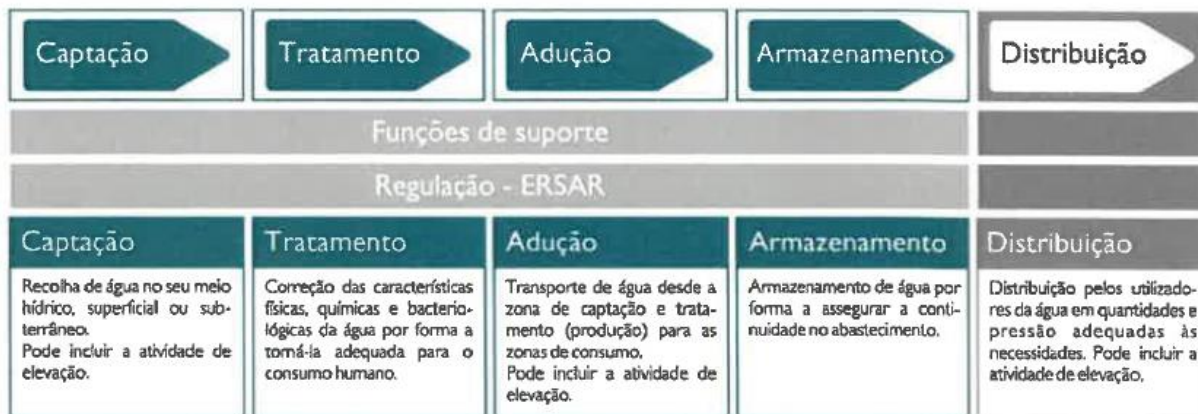 Captação
Tratamento
Adução
Armazenamento
Distribuição
Funções de suporte
Regulação - ERSAR
Captação
Recolha de água no seu meio
hídrico, superficial ou sub-
terrâneo.
Pode incluir a atividade de
elevação.
Tratamento
Correção das características
físicas, químicas e bacterio-
lógicas da água por forma a
torná-la adequada para o
consumo humano.
Adução
Transporte de água desde a
zona de captação e trata-
mento (produção) para as
zonas de consumo.
Pode incluir a atividade de
elevação.
Armazenamento
Armazenamento de água por
forma a assegurar a conti-
nuidade no abastecimento.
Distribuição
Distribuição pelos utilizado-
res da água em quantidades e
pressão adequadas às
necessidades. Pode incluir a
atividade de elevação.